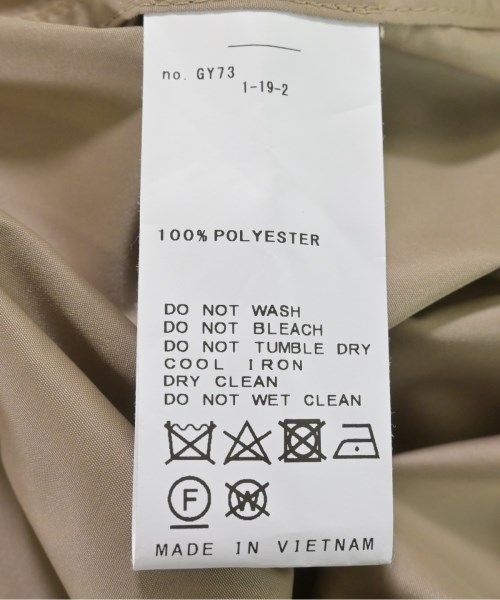 no. GY73
1-19-2
100% POLYESTER
DO NOT WASH
DO NOT BLEACH
DO NOT TUMBLE DRY
COOL IRON
DRY CLEAN
DO NOT WET CLEAN
F W
MADE IN VIETNAM